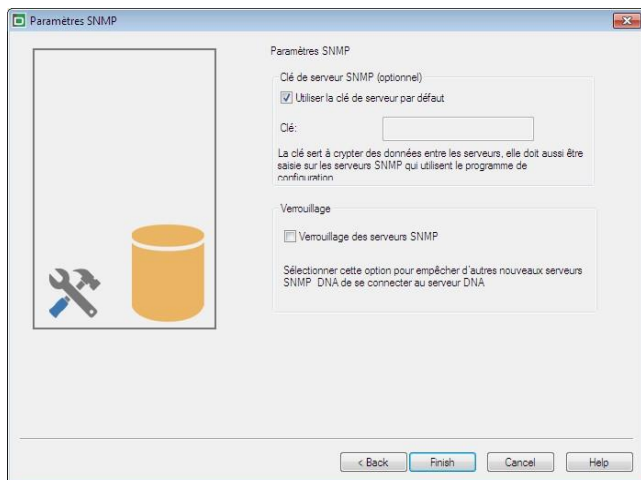 Paramètres SNMP
Paramètres SNMP
Clé de serveur SNMP (optionnel)
Utiliser la clé de serveur par défaut
Clé:
La clé sert à crypter des données entre les serveurs, elle doit aussi être
saisie sur les serveurs SNMP qui utilisent le programme de
configuration
Verrouillage
Verrouillage des serveurs SNMP
Sélectionner cette option pour empêcher d'autres nouveaux serveurs
SNMP DNA de se connecter au serveur DNA
< Back
Finish
Cancel
Help